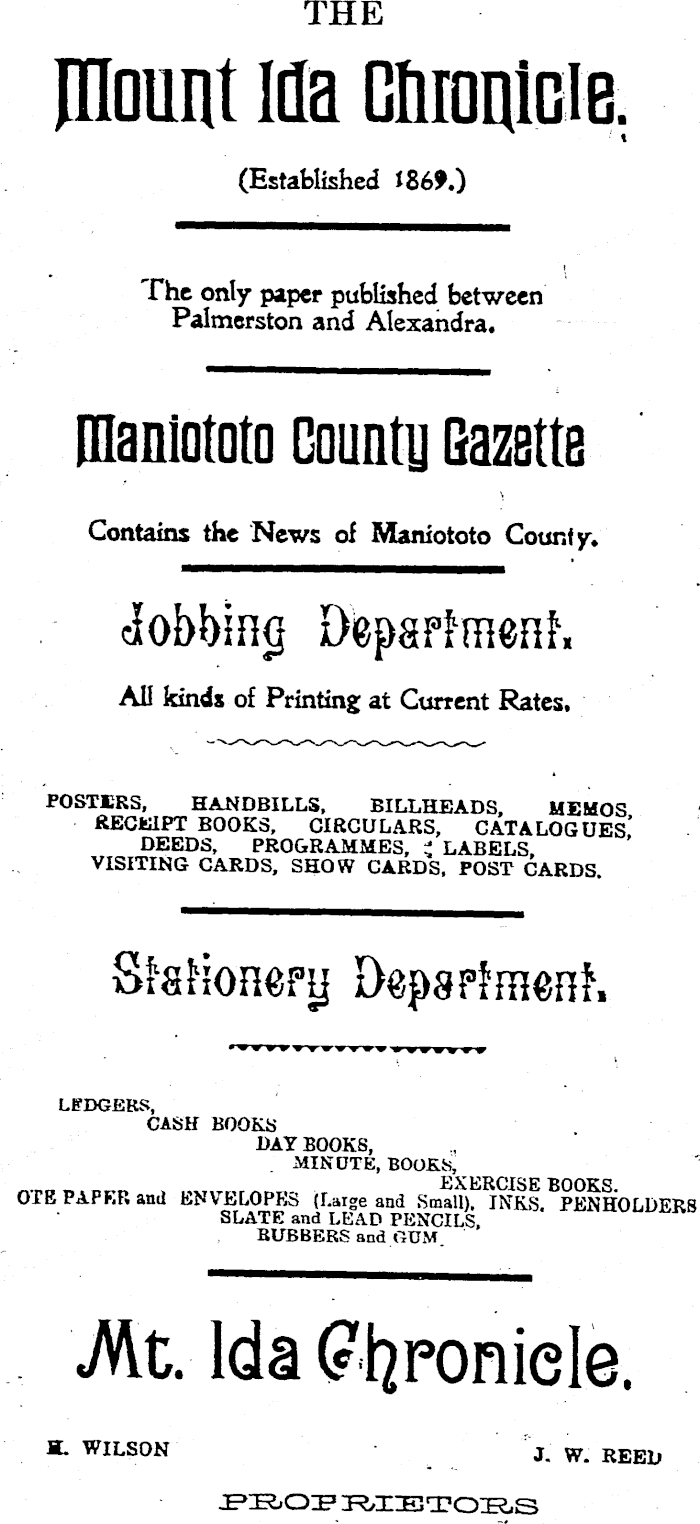 THE
Mount Ida Chronicle.
(Established 1869.)
The only paper published between
Palmerston and Alexandra.
Maniototo County Gazette
Contains the News of Maniototo County.
Jobbing Department.
All kinds of Printing at Current Rates.
POSTERS, HANDBILLS, BILLHEADS, MEMOS,
RECEIPT BOOKS, CIRCULARS, CATALOGUES,
DEEDS, PROGRAMMES, LABELS,
VISITING CARDS, SHOW CARDS, POST CARDS.
Stationery Department.
LEDGERS,
CASH BOOKS
DAY BOOKS,
MINUTE, BOOKS,
EXERCISE BOOKS.
OTE PAPER and ENVELOPES (Large and Small), INKS. PENHOLDERS
SLATE and LEAD PENCILS,
RUBBERS and GUM.
Mt. Ida Chronicle.
H. WILSON J. W. REED
PROPRIETORS